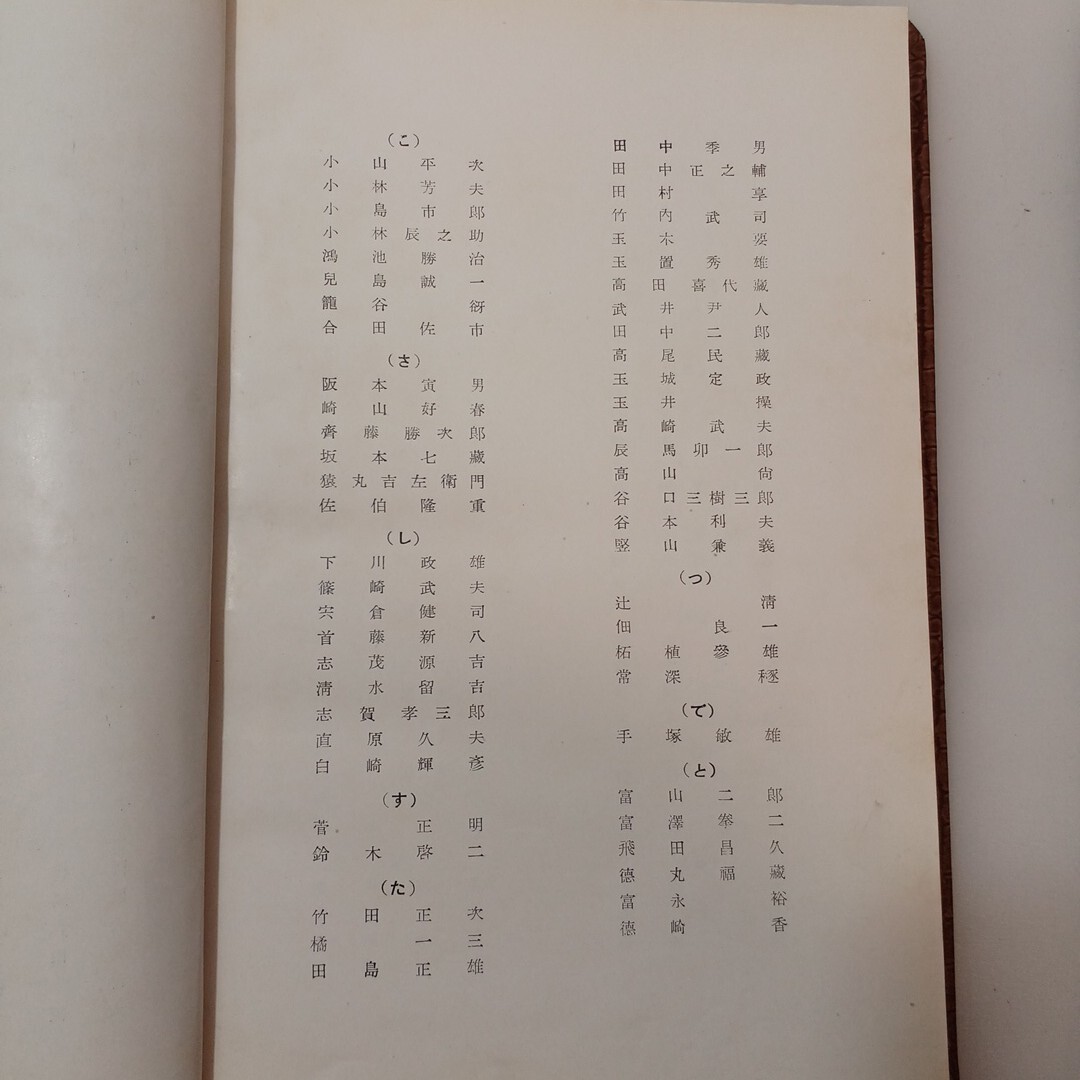 (こ)
小山平次
小林芳夫
小島市郎
小林辰之助
鴻池勝治
兒島誠一
籠谷
合田佐市
(さ)
阪本寅男
崎山好春
齊藤勝次郎
坂本七藏
猿丸吉左衛門
佐伯隆重
(し)
下川政雄
篠崎武夫
宍倉健司
首藤新八
志茂源吉
淸水留吉
志賀孝三郎
直原久夫
白崎輝彥
(す)
菅正明
鈴木啓二
(た)
竹田正次
橘一三
田島正雄
田中季男
田中正之輔
田村享
竹内武司
玉木要
玉置秀雄
高田喜代藏
武井尹人
田中二郎
高尾民藏
玉城定政
玉井操
高崎武夫
辰馬卯一郎
高山尙
谷口三樹三郎
谷本利夫
竪山兼義
(つ)
辻淸
佃良一
柘植參雄
常深
(て)
手塚敏雄
(と)
富山二郎
富澤二
飛田昌久
德丸福藏
富永裕
德崎香